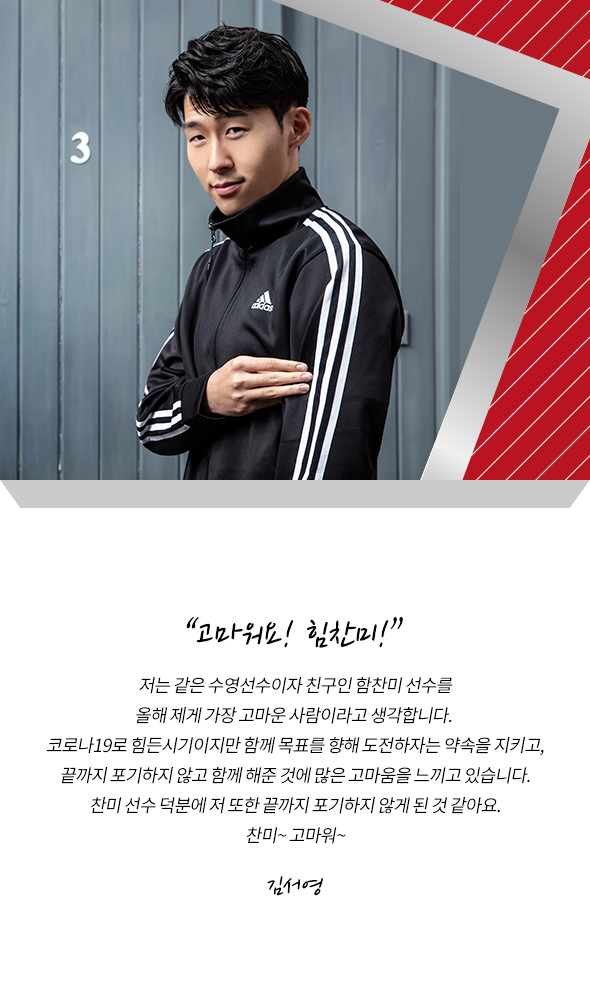 3
adidas
“고마워요! 힘찬미!”
저는 같은 수영선수이자 친구인 함찬미 선수를
올해 제게 가장 고마운 사람이라고 생각합니다.
코로나19로 힘든시기이지만 함께 목표를 향해 도전하자는 약속을 지키고,
끝까지 포기하지 않고 함께 해준 것에 많은 고마움을 느끼고 있습니다.
찬미 선수 덕분에 저 또한 끝까지 포기하지 않게 된 것 같아요.
찬미~ 고마워~
김서영